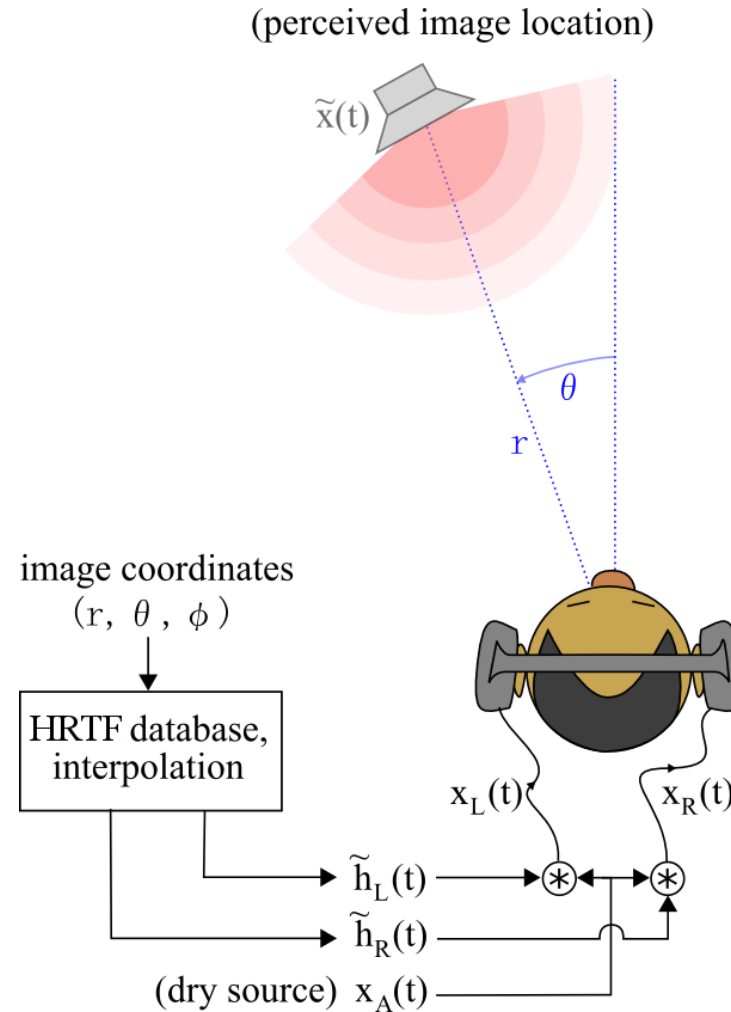 (perceived image location)
x̃(t)
θ
r
image coordinates
(r, θ, ϕ)
HRTF database,
interpolation
x_L(t)
x_R(t)
h̃_L(t)
h̃_R(t)
(dry source) x_A(t)